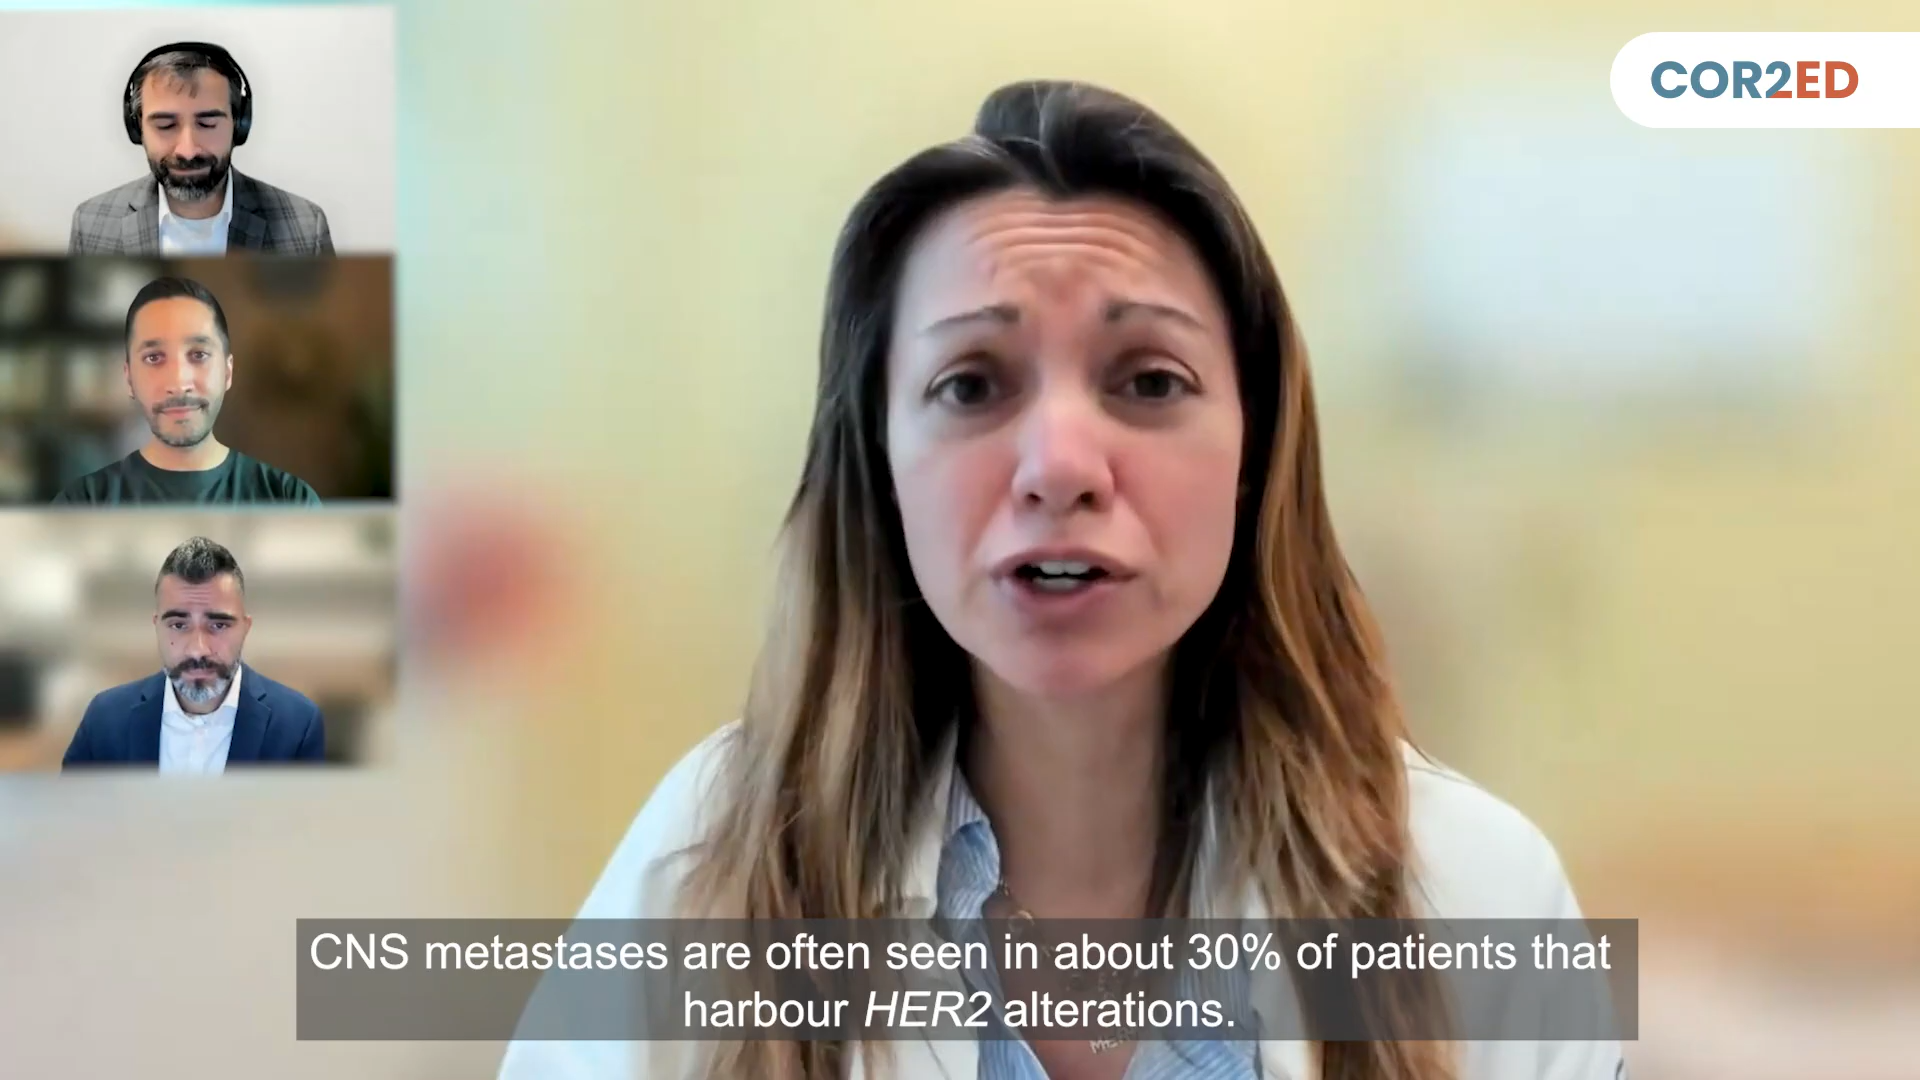 COR2ED
CNS metastases are often seen in about 30% of patients that
harbour HER2 alterations.